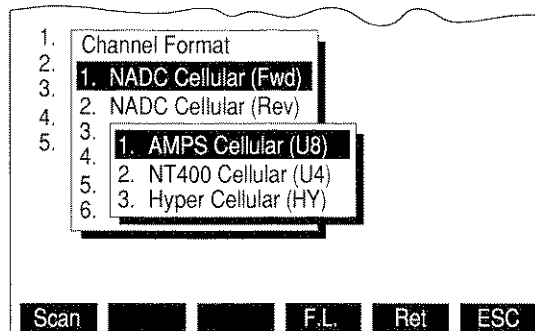 1.
2.
3.
4.
5.
Channel Format
1. NADC Cellular (Fwd)
2. NADC Cellular (Rev)
3.
4.
5.
6.
1. AMPS Cellular (U8)
2. NT400 Cellular (U4)
3. Hyper Cellular (HY)
Scan F.L. Ret ESC